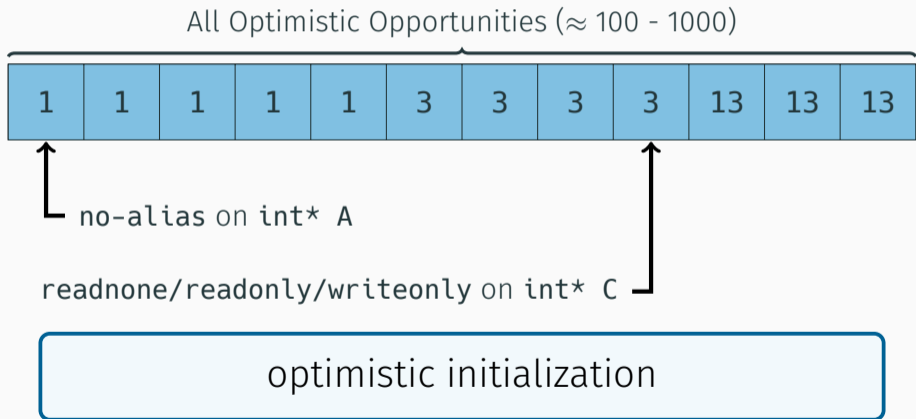 All Optimistic Opportunities (≈ 100 - 1000)
1 1 1 1 1 3 3 3 3 13 13 13
no-alias on int* A
readnone/readonly/writeonly on int* C
optimistic initialization